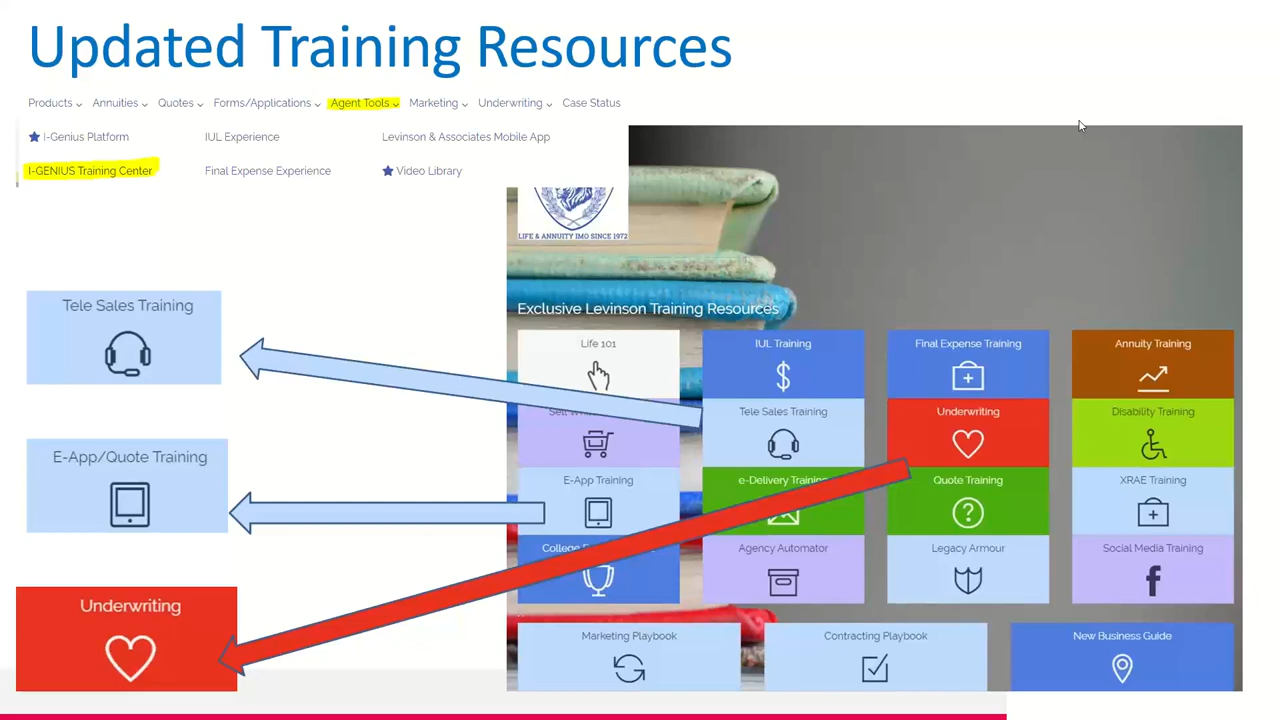 Updated Training Resources
Products Annuities Quotes Forms/Applications Agent Tools Marketing Underwriting Case Status
I-Genius Platform IUL Experience Levinson & Associates Mobile App
I-GENIUS Training Center Final Expense Experience Video Library
LIFE & ANNUITY IMO SINCE 1972
Exclusive Levinson Training Resources
Tele Sales Training
E-App/Quote Training
Underwriting
Life 101 IUL Training Final Expense Training Annuity Training
Tele Sales Training Underwriting Disability Training
E-App Training e-Delivery Training Quote Training XRAE Training
College Agency Automator Legacy Armour Social Media Training
Marketing Playbook Contracting Playbook New Business Guide